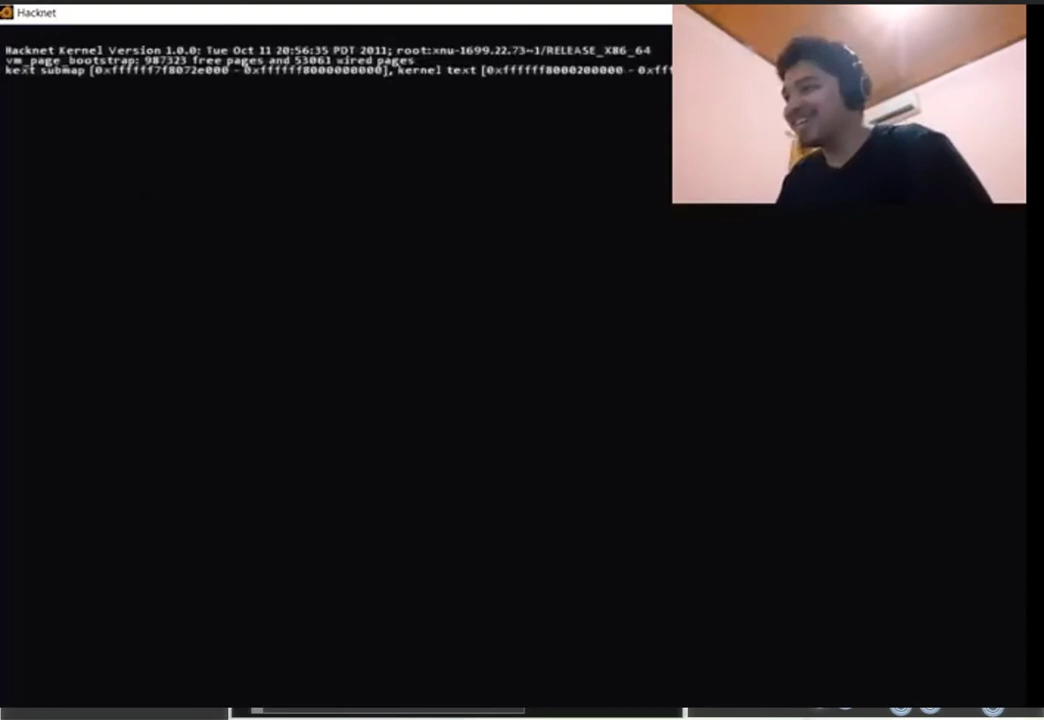 Hacknet
Hacknet Kernel Version 1.0.0: Tue Oct 11 20:56:35 PDT 2011; root:xnu-1699.22.73~1/RELEASE_X86_64
vm_page_bootstrap: 987323 free pages and 53061 wired pages
kext submap [0xffffff7f8072e000 - 0xffffff8000000000], kernel text [0xffffff8000200000 - 0xfff